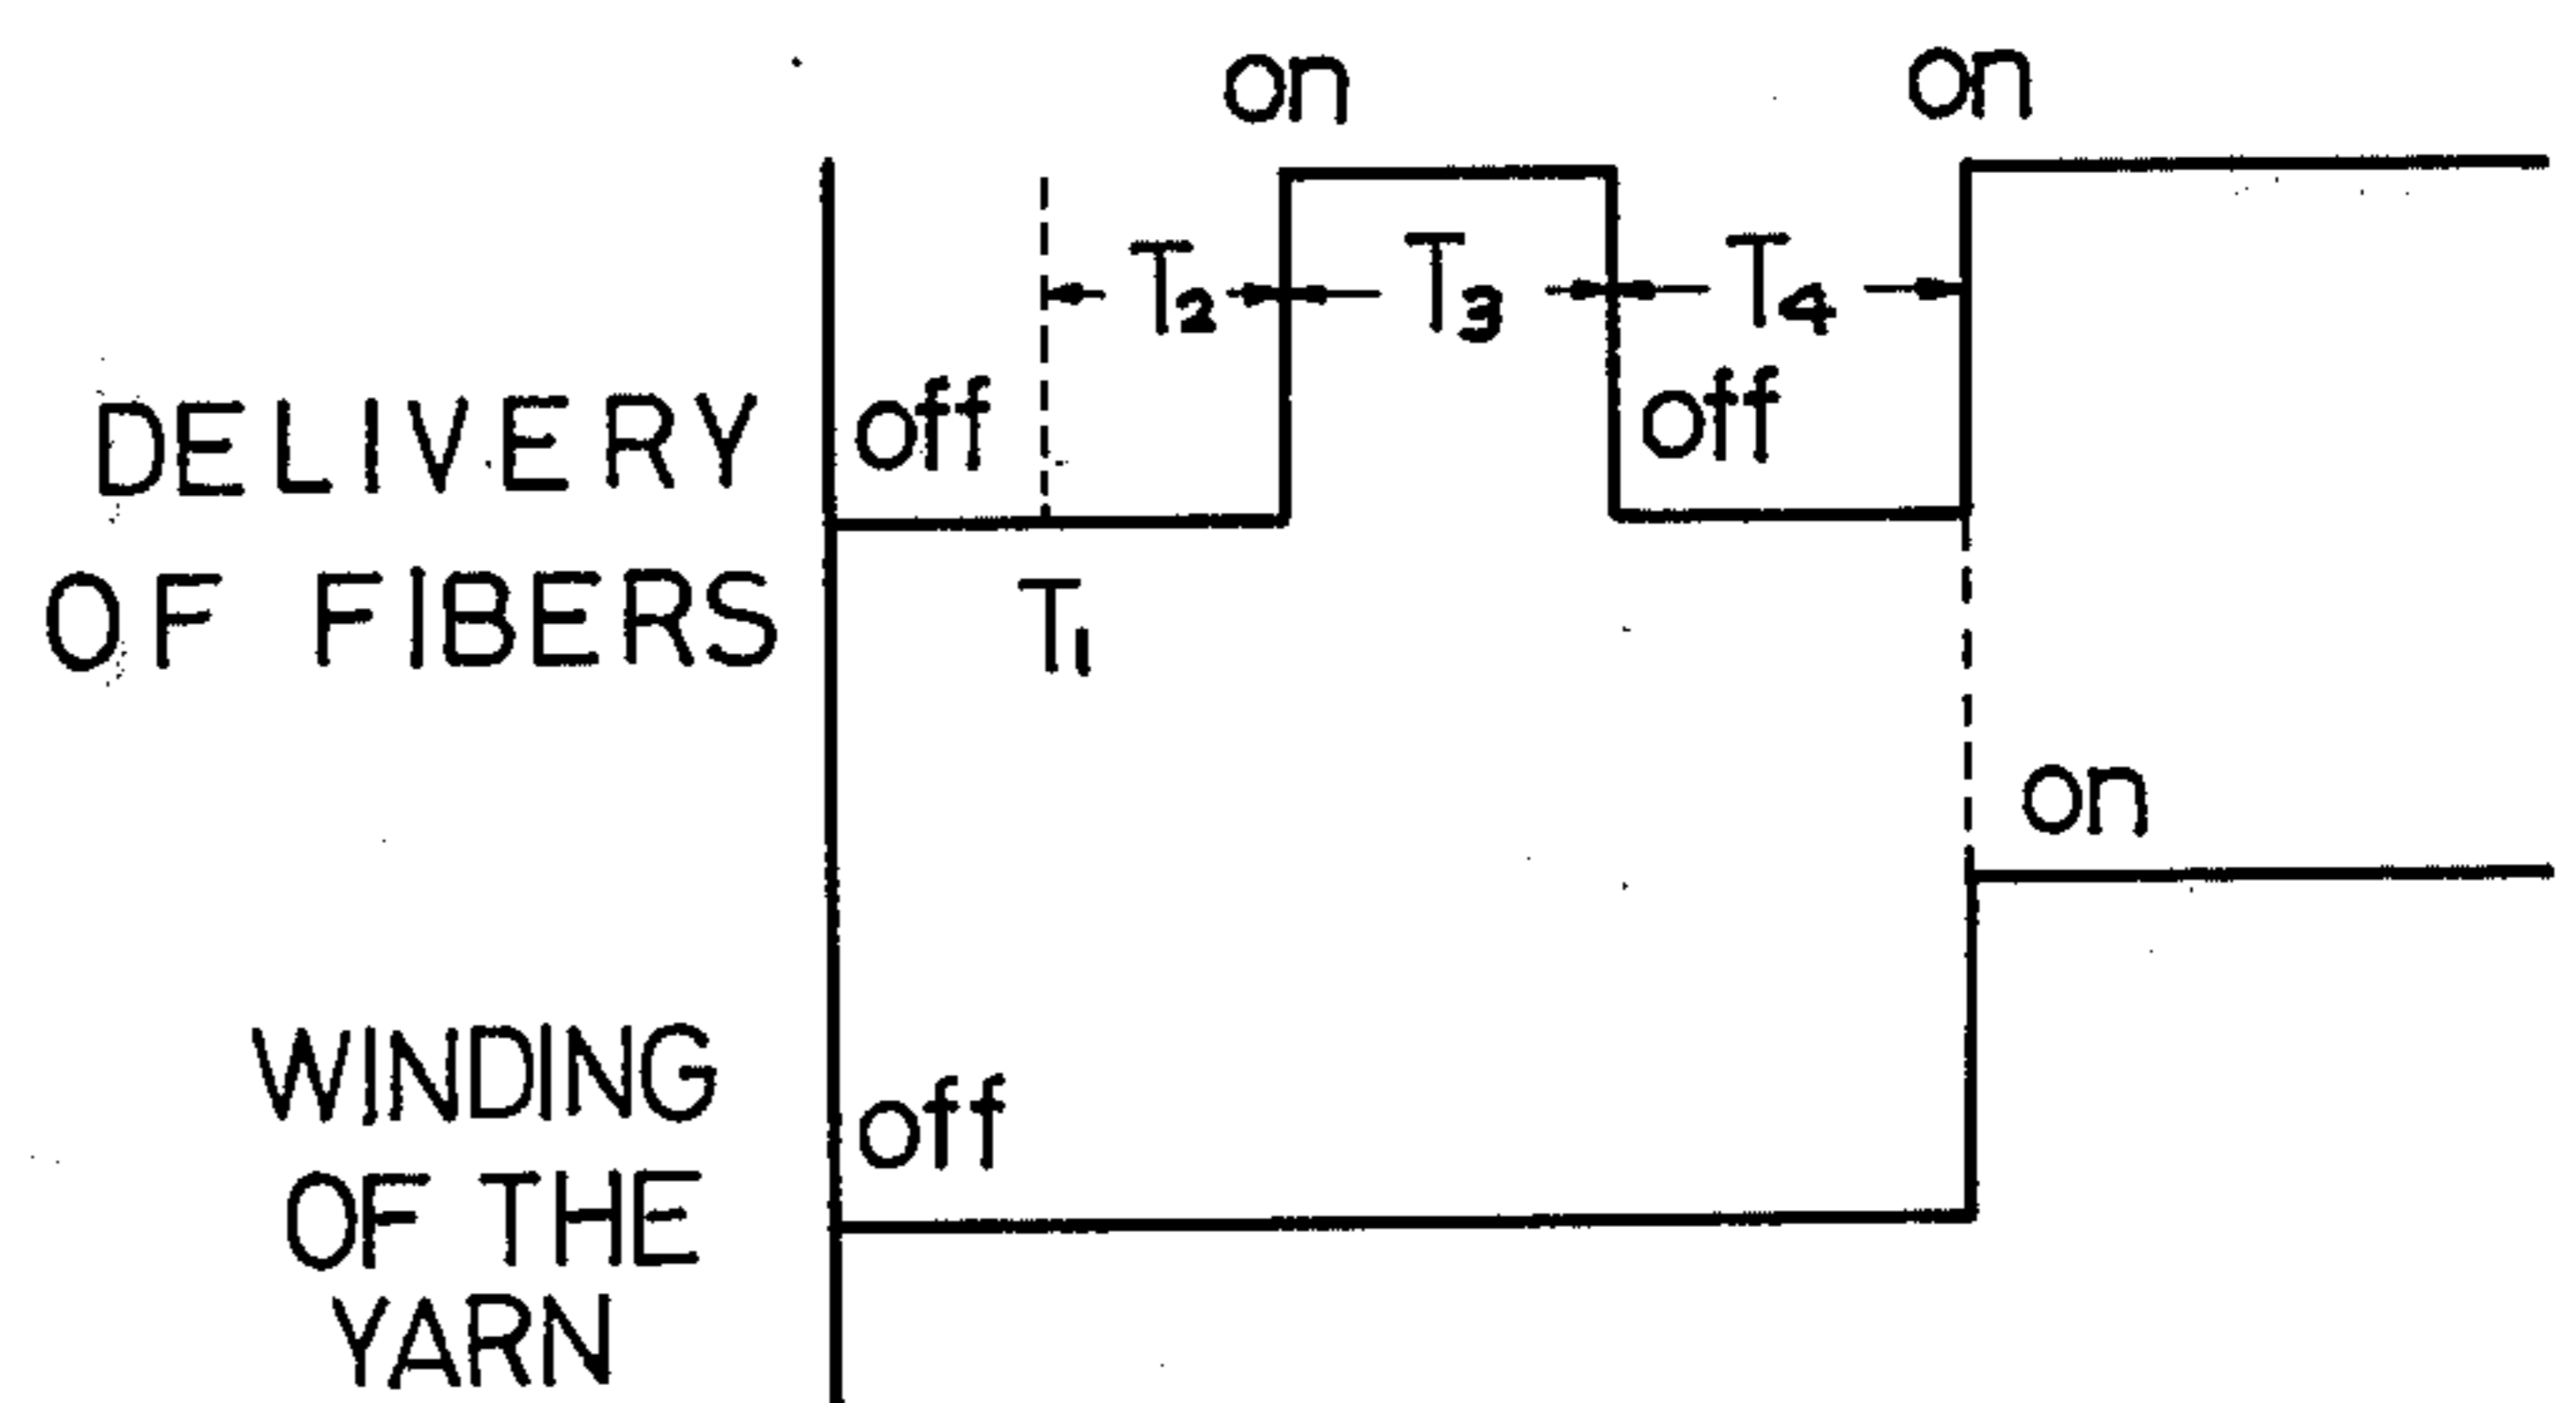 on on
T2 T3 T4
off off
DELIVERY
OF FIBERS
T1
on
WINDING
off
OF THE
YARN